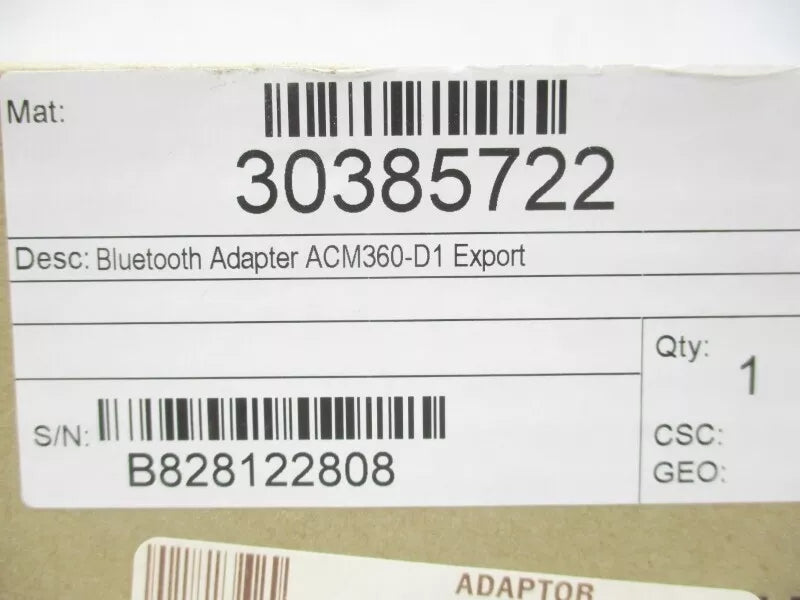 Mat:
30385722
Desc: Bluetooth Adapter ACM360-D1 Export
Qty: 1
S/N:
B828122808
CSC:
GEO:
ADAPTOR